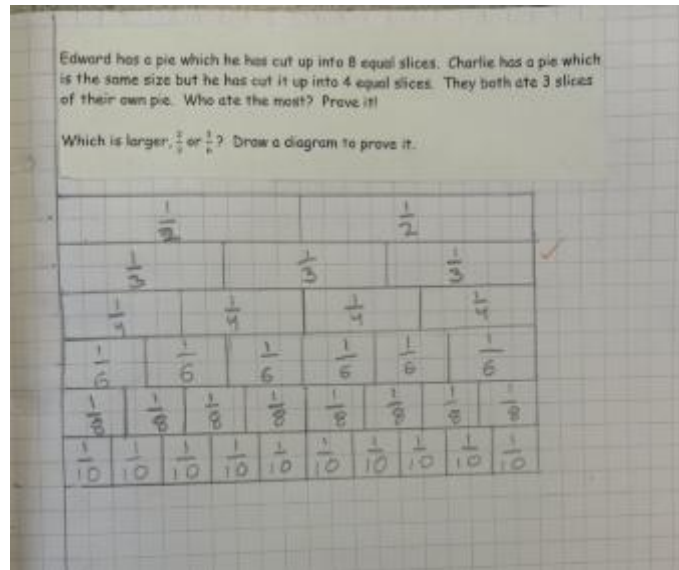 Edward has a pie which he has cut up into 8 equal slices. Charlie has a pie which
is the same size but he has cut it up into 4 equal slices. They both ate 3 slices
of their own pie. Who ate the most? Prove it!
Which is larger, or ? Draw a diagram to prove it.
1/2 1/2
1/3 1/3 1/3
1/4 1/4 1/4 1/4
1/6 1/6 1/6 1/6 1/6 1/6
1/8 1/8 1/8 1/8 1/8 1/8 1/8 1/8
1/10 1/10 1/10 1/10 1/10 1/10 1/10 1/10 1/10 1/10